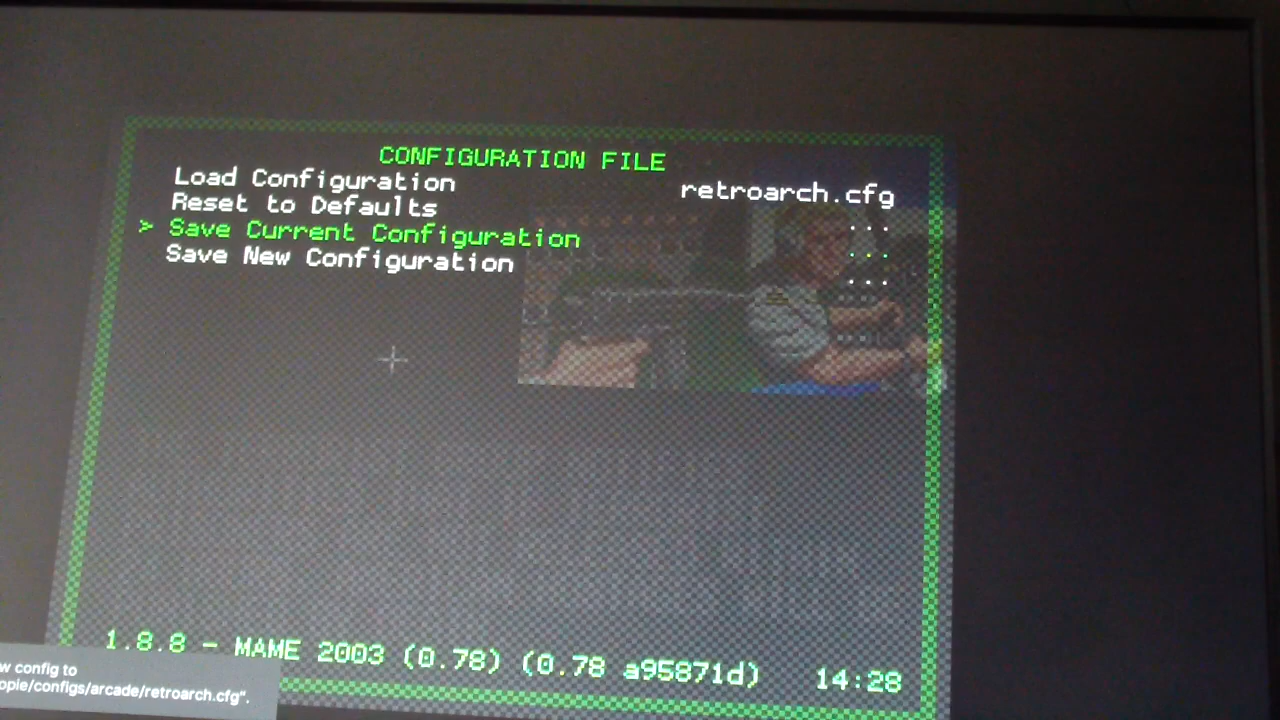 CONFIGURATION FILE
Load Configuration retroarch.cfg
Reset to Defaults ...
> Save Current Configuration ...
Save New Configuration ...
1.8.8 - MAME 2003 (0.78) (0.78 a95871d) 14:28
w config to
opie/configs/arcade/retroarch.cfg".